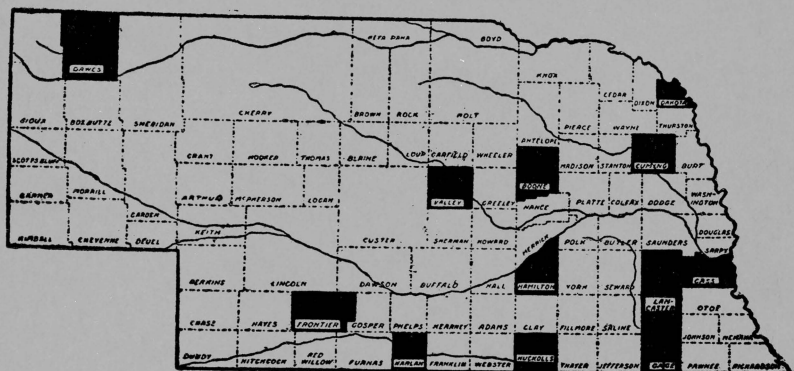 KEYA PAHA BOYD
DAWES
KNOX
CEDAR
DIXON DAKOTA
SIOUX BOX BUTTE SHERIDAN CHERRY BROWN ROCK HOLT
PIERCE WAYNE THURSTON
ANTELOPE
SCOTTS BLUFF GRANT HOOKER THOMAS BLAINE LOUP GARFIELD WHEELER
MADISON STANTON CUMING BURT
BOONE
BANNER MORRILL GARDEN ARTHUR McPHERSON LOGAN
VALLEY GREELEY NANCE PLATTE COLFAX DODGE WASH-
INGTON
KIMBALL CHEYENNE DEUEL KEITH
CUSTER SHERMAN HOWARD
MERRICK POLK BUTLER SAUNDERS DOUGLAS
SARPY
PERKINS LINCOLN DAWSON BUFFALO HALL HAMILTON YORK SEWARD
CASS
LAN-
CASTER OTOE
CHASE HAYES FRONTIER GOSPER PHELPS KEARNEY ADAMS CLAY FILLMORE SALINE
JOHNSON NEMAHA
DUNDY HITCHCOCK RED
WILLOW FURNAS HARLAN FRANKLIN WEBSTER NUCKOLLS THAYER JEFFERSON GAGE PAWNEE RICHARDSON